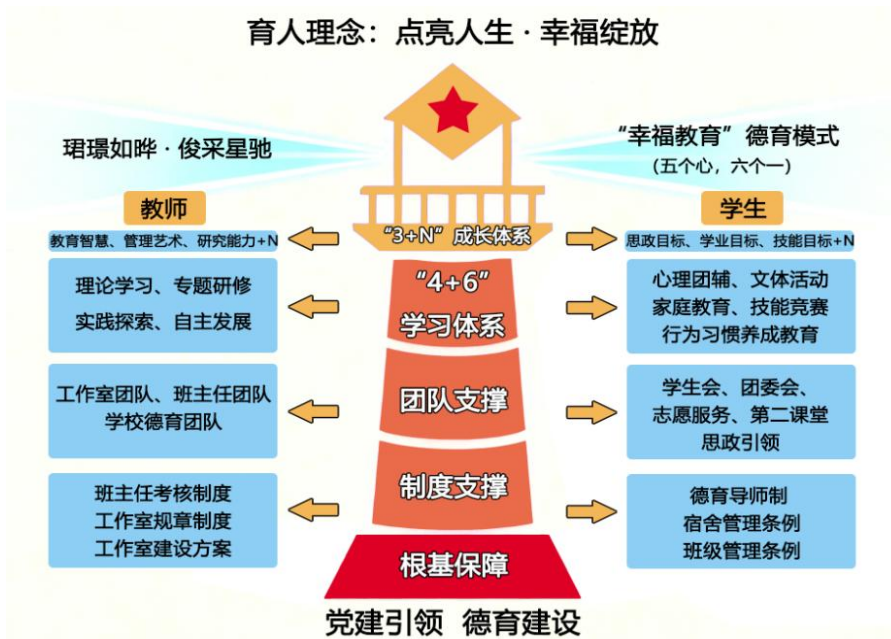 育人理念：点亮人生·幸福绽放
珺璟如晔·俊采星驰
“幸福教育”德育模式
(五个心，六个一)
教师
学生
教育智慧、管理艺术、研究能力+N
“3+N”成长体系
思政目标、学业目标、技能目标+N
理论学习、专题研修
实践探索、自主发展
“4+6”
学习体系
心理团辅、文体活动
家庭教育、技能竞赛
行为习惯养成教育
工作室团队、班主任团队
学校德育团队
团队支撑
学生会、团委会、
志愿服务、第二课堂
思政引领
班主任考核制度
工作室规章制度
工作室建设方案
制度支撑
德育导师制
宿舍管理条例
班级管理条例
根基保障
党建引领 德育建设